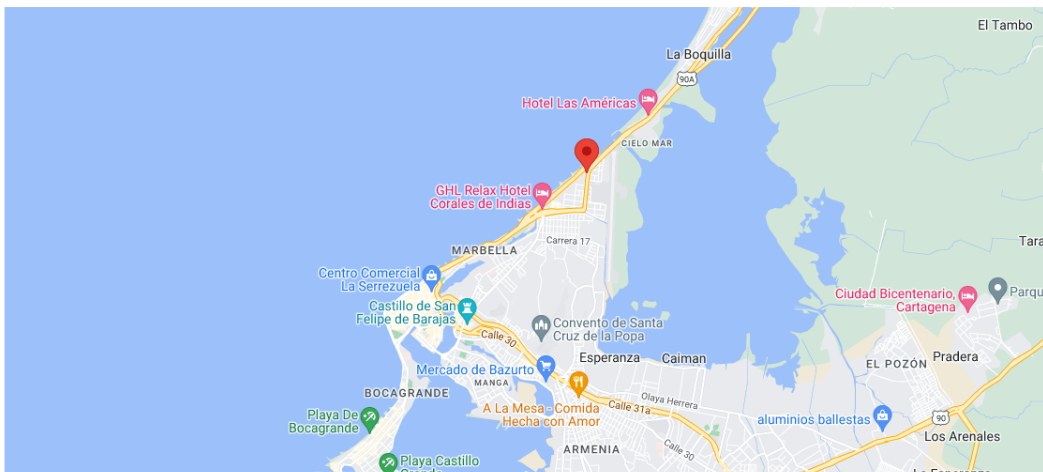 El Tambo
La Boquilla
90A
Hotel Las Américas
CIELO MAR
GHL Relax Hotel
Corales de Indias
Carrera 17
MARBELLA
Tara
Centro Comercial
La Serrezuela
Castillo de San
Felipe de Barajas
Ciudad Bicentenario,
Cartagena
Parqu
Calle 30
Convento de Santa
Cruz de la Popa
Esperanza
Caiman
EL POZÓN
Pradera
Mercado de Bazurto
MANGA
BOCAGRANDE
Olaya Herrera
A La Mesa - Comida
Hecha con Amor
Calle 31a
Playa De
Bocagrande
aluminios ballestas
90
Los Arenales
ARMENIA
Calle 30
Playa Castillo